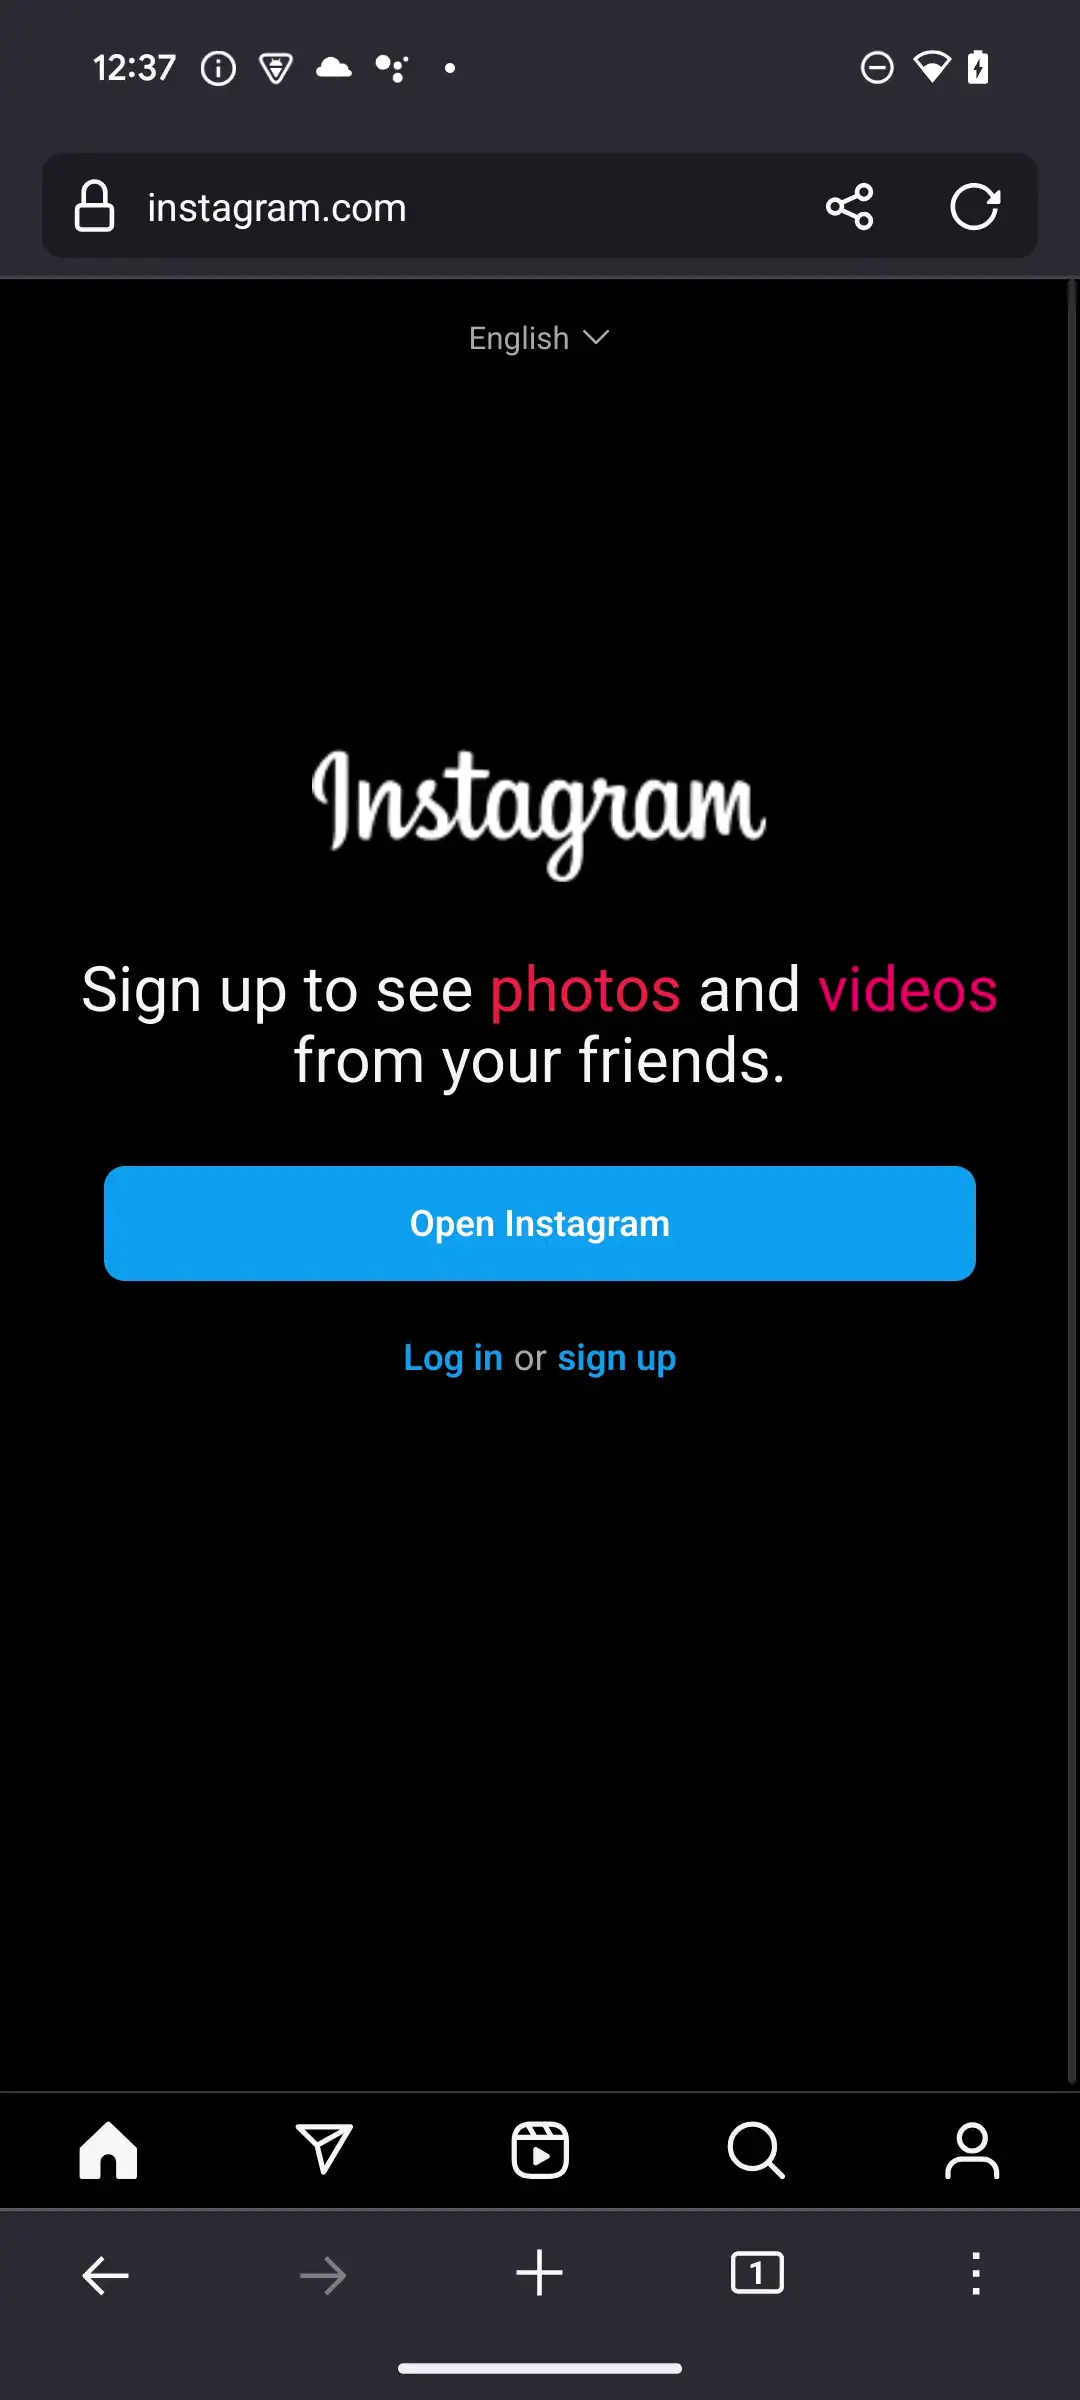 12:37
instagram.com
English
Instagram
Sign up to see photos and videos
from your friends.
Open Instagram
Log in or sign up
1